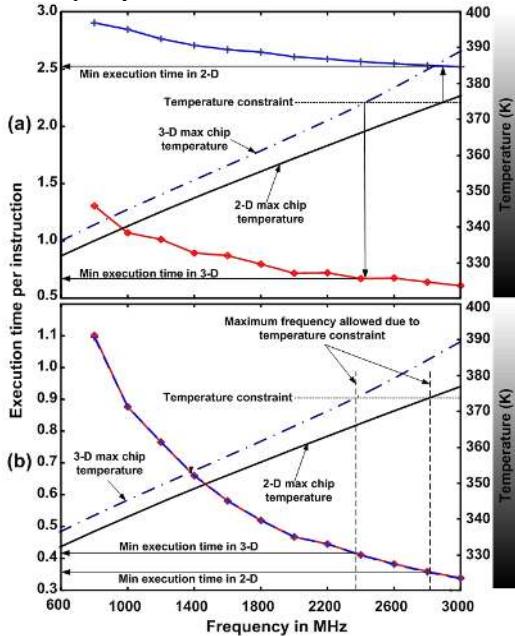 3.0
2.5
2.0
1.5
1.0
0.5
400
390
380
370
360
350
340
330
Min execution time in 2-D
Temperature constraint
3-D max chip
temperature
2-D max chip
temperature
Min execution time in 3-D
(a)
Temperature (K)
Execution time per instruction
1.1
1.0
0.9
0.8
0.7
0.6
0.5
0.4
0.3
400
390
380
370
360
350
340
330
320
Maximum frequency allowed due to
temperature constraint
Temperature constraint
3-D max chip
temperature
2-D max chip
temperature
Min execution time in 3-D
Min execution time in 2-D
(b)
Temperature (K)
600 1000 1400 1800 2200 2600 3000
Frequency in MHz